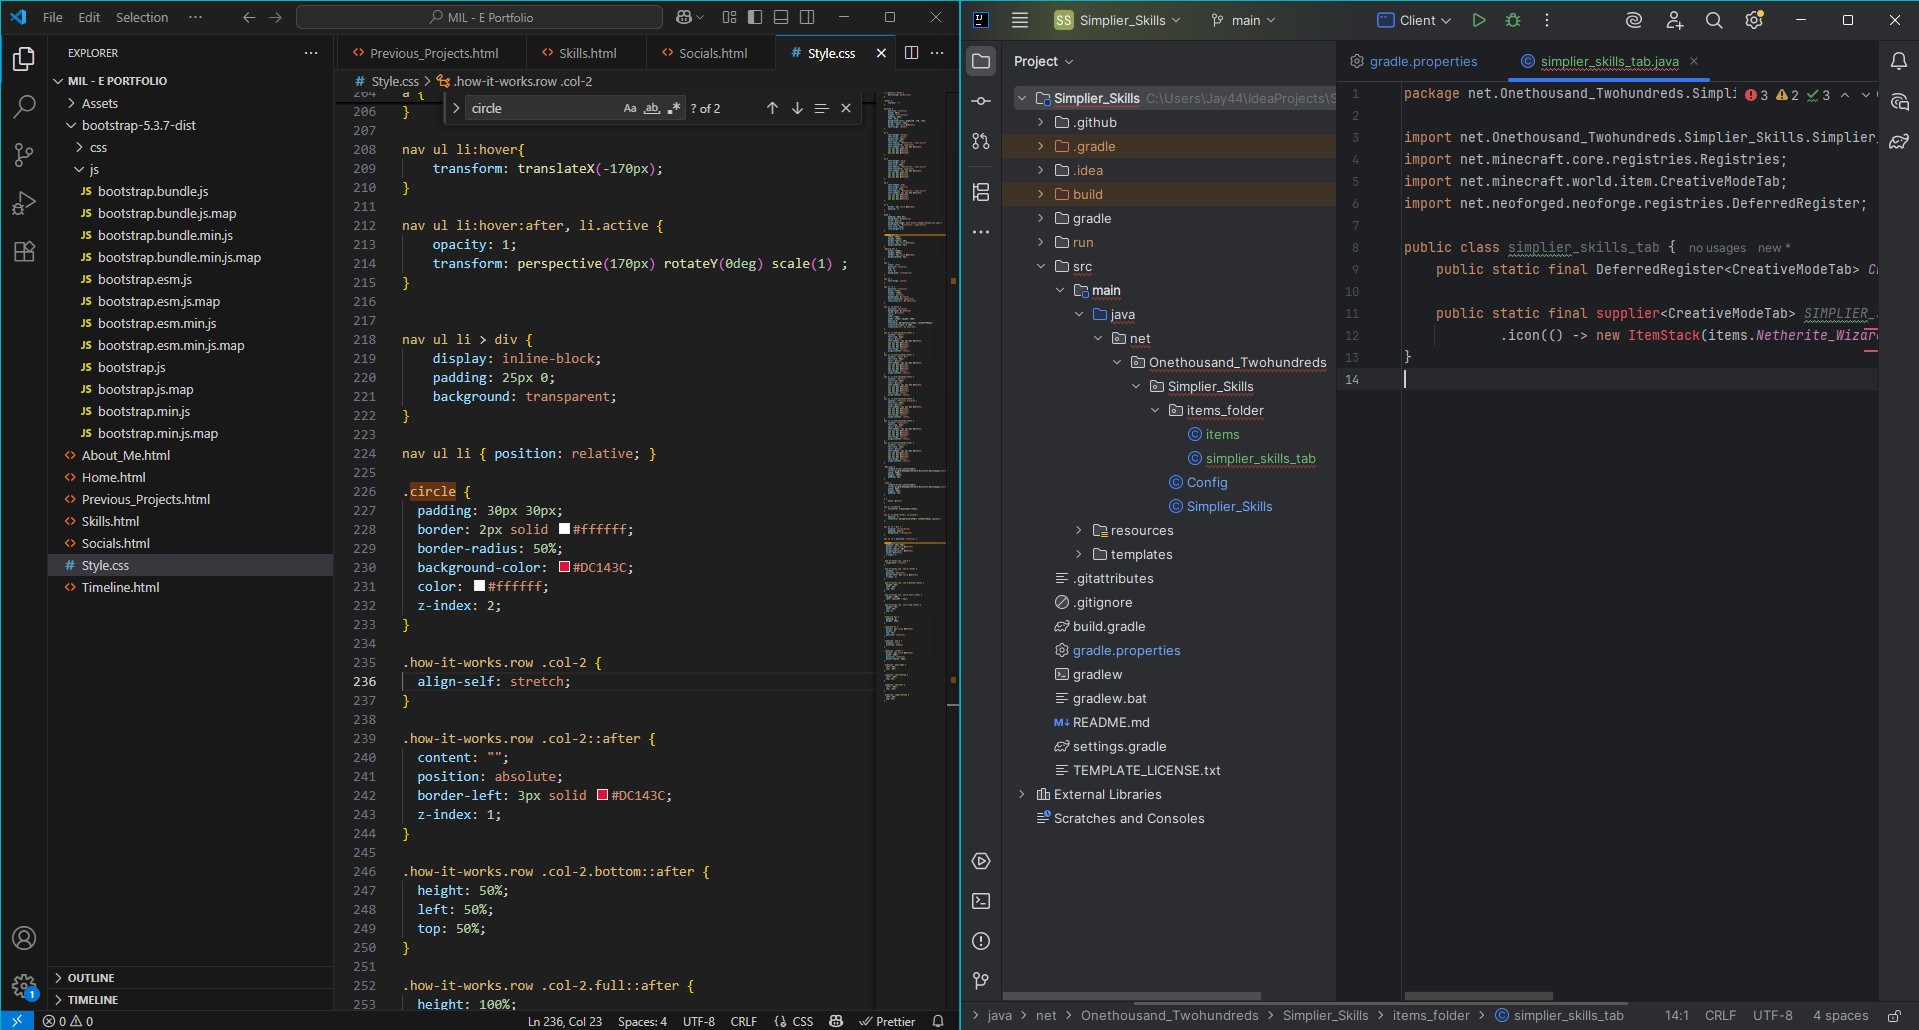 File Edit Selection ··· MIL - E Portfolio
EXPLORER
MIL - E PORTFOLIO
Assets
bootstrap-5.3.7-dist
css
js
JS bootstrap.bundle.js
JS bootstrap.bundle.js.map
JS bootstrap.bundle.min.js
JS bootstrap.bundle.min.js.map
JS bootstrap.esm.js
JS bootstrap.esm.js.map
JS bootstrap.esm.min.js
JS bootstrap.esm.min.js.map
JS bootstrap.js
JS bootstrap.js.map
JS bootstrap.min.js
JS bootstrap.min.js.map
<> About_Me.html
<> Home.html
<> Previous_Projects.html
<> Skills.html
<> Socials.html
# Style.css
<> Timeline.html
OUTLINE
TIMELINE
1
0 0
<> Previous_Projects.html <> Skills.html <> Socials.html # Style.css
# Style.css > .how-it-works.row .col-2
circle Aa ab .* ? of 2
204 a {
206 }
207
208 nav ul li:hover{
209 transform: translateX(-170px);
210 }
211
212 nav ul li:hover:after, li.active {
213 opacity: 1;
214 transform: perspective(170px) rotateY(0deg) scale(1) ;
215 }
216
217
218 nav ul li > div {
219 display: inline-block;
220 padding: 25px 0;
221 background: transparent;
222 }
223
224 nav ul li { position: relative; }
225
226 .circle {
227 padding: 30px 30px;
228 border: 2px solid #ffffff;
229 border-radius: 50%;
230 background-color: #DC143C;
231 color: #ffffff;
232 z-index: 2;
233 }
234
235 .how-it-works.row .col-2 {
236 align-self: stretch;
237 }
238
239 .how-it-works.row .col-2::after {
240 content: "";
241 position: absolute;
242 border-left: 3px solid #DC143C;
243 z-index: 1;
244 }
245
246 .how-it-works.row .col-2.bottom::after {
247 height: 50%;
248 left: 50%;
249 top: 50%;
250 }
251
252 .how-it-works.row .col-2.full::after {
253 height: 100%;
Ln 236, Col 23 Spaces: 4 UTF-8 CRLF {} CSS Prettier
SS Simplier_Skills main Client
Project
Simplier_Skills C:\Users\Jay44\IdeaProjects\S
.github
.gradle
.idea
build
gradle
run
src
main
java
net
Onethousand_Twohundreds
Simplier_Skills
items_folder
items
simplier_skills_tab
Config
Simplier_Skills
resources
templates
.gitattributes
.gitignore
build.gradle
gradle.properties
gradlew
gradlew.bat
M↓ README.md
settings.gradle
TEMPLATE_LICENSE.txt
External Libraries
Scratches and Consoles
gradle.properties simplier_skills_tab.java
1 package net.Onethousand_Twohundreds.Simpli 3 2 3
2
3 import net.Onethousand_Twohundreds.Simplier_Skills.Simplier_
4 import net.minecraft.core.registries.Registries;
5 import net.minecraft.world.item.CreativeModeTab;
6 import net.neoforged.neoforge.registries.DeferredRegister;
7
8 public class simplier_skills_tab { no usages new *
9 public static final DeferredRegister<CreativeModeTab>
10
11 public static final supplier<CreativeModeTab> SIMPLIER_
12 .icon(() -> new ItemStack(items.Netherite_Wizar
13 }
14
java > net > Onethousand_Twohundreds > Simplier_Skills > items_folder > simplier_skills_tab 14:1 CRLF UTF-8 4 spaces